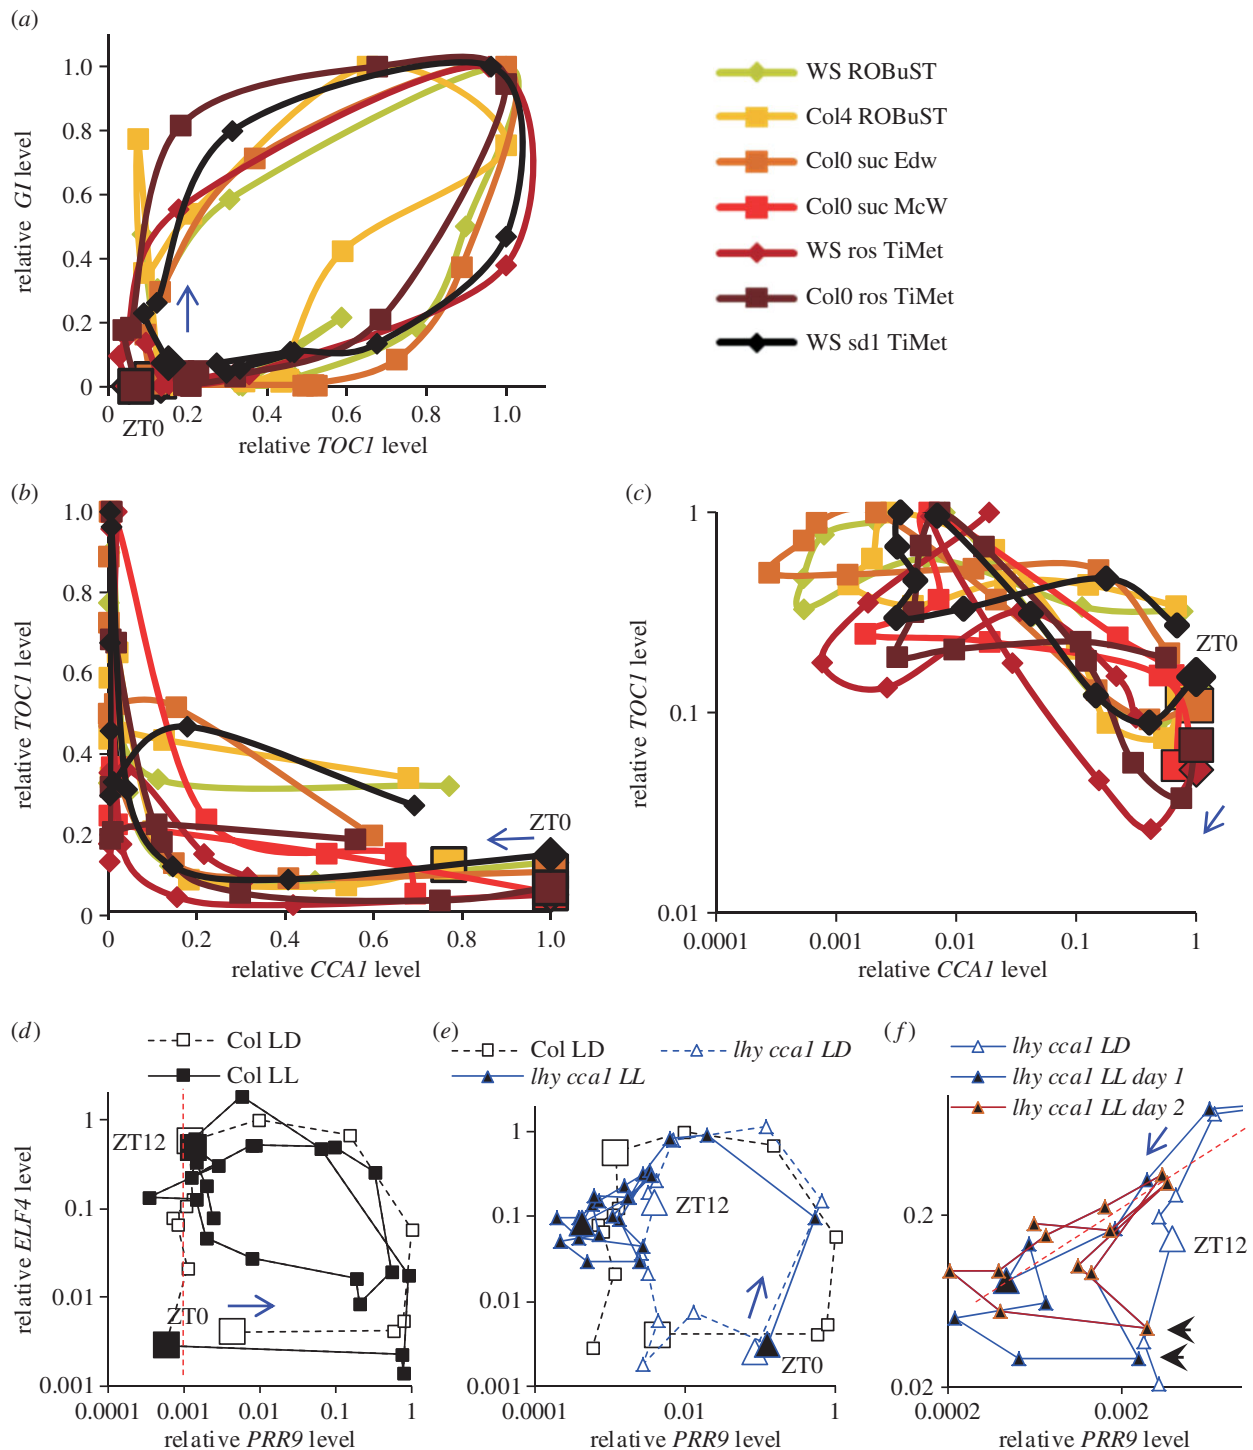 (a)
1.0
0.8
0.6
0.4
0.2
0
relative GI level
0
0.2
0.4
0.6
0.8
1.0
ZT0
relative TOC1 level
WS ROBuST
Col4 ROBuST
Col0 suc Edw
Col0 suc McW
WS ros TiMet
Col0 ros TiMet
WS sd1 TiMet
(b)
1.0
0.8
0.6
0.4
0.2
0
relative TOC1 level
ZT0
0
0.2
0.4
0.6
0.8
1.0
relative CCA1 level
(c)
1
0.1
0.01
relative TOC1 level
ZT0
0.0001
0.001
0.01
0.1
1
relative CCA1 level
(d)
Col LD
Col LL
1
0.1
0.01
0.001
relative ELF4 level
ZT12
ZT0
0.0001
0.001
0.01
0.1
1
relative PRR9 level
(e)
Col LD
lhy cca1 LD
lhy cca1 LL
1
0.1
0.01
0.001
ZT12
ZT0
0.0001
0.01
1
relative PRR9 level
(f)
lhy cca1 LD
lhy cca1 LL day 1
lhy cca1 LL day 2
0.2
0.02
ZT12
0.0002
0.002
relative PRR9 level